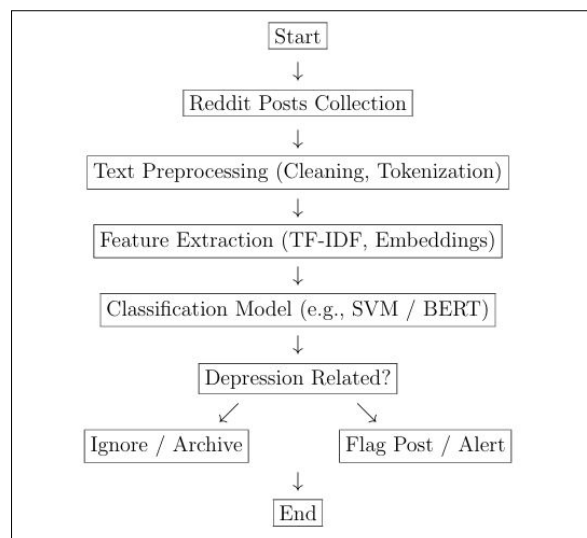 Start
Reddit Posts Collection
Text Preprocessing (Cleaning, Tokenization)
Feature Extraction (TF-IDF, Embeddings)
Classification Model (e.g., SVM / BERT)
Depression Related?
Ignore / Archive
Flag Post / Alert
End